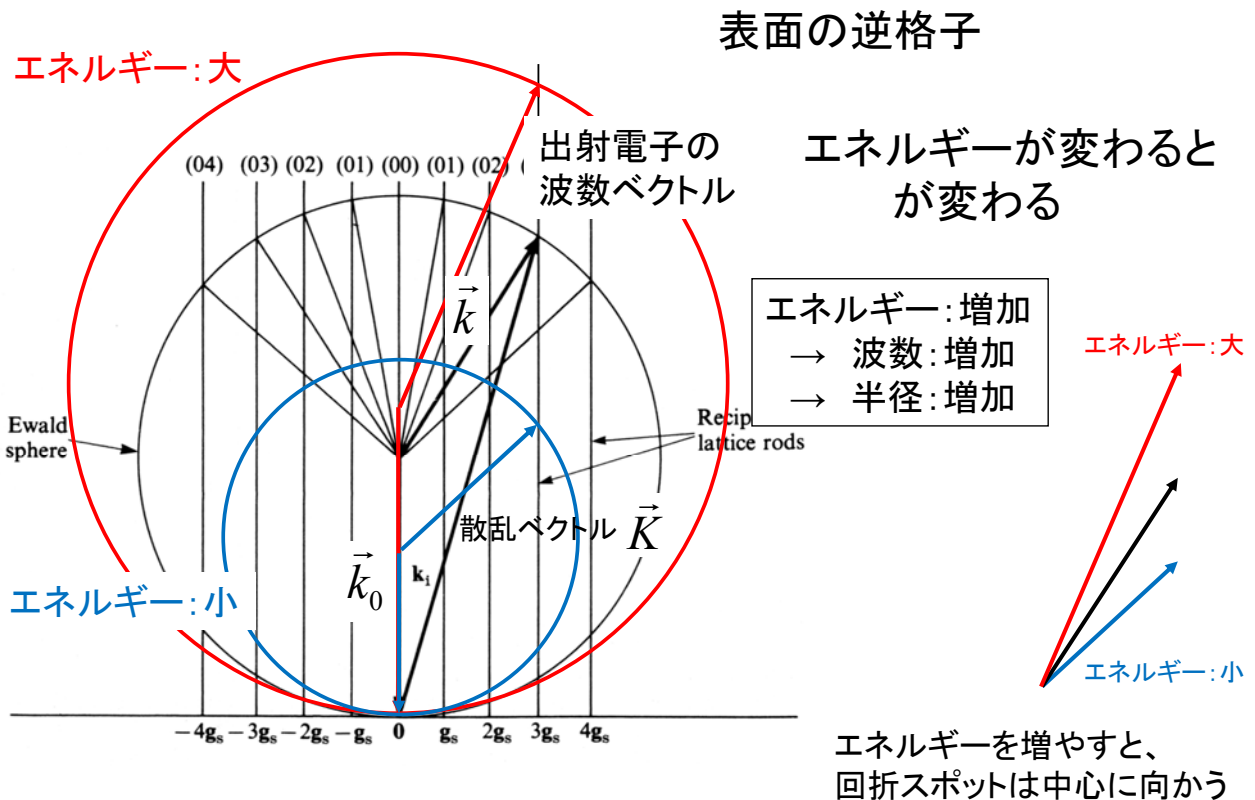 表面の逆格子
エネルギー：大
出射電子の
波数ベクトル
エネルギーが変わると
が変わる
(04) (03) (02) (01) (00) (01) (02)
k⃗
エネルギー：増加
→ 波数：増加
→ 半径：増加
エネルギー：大
Ewald
sphere
Recip
lattice rods
散乱ベクトル K⃗
k⃗0
ki
エネルギー：小
エネルギー：小
−4gs −3gs −2gs −gs 0 gs 2gs 3gs 4gs
エネルギーを増やすと、
回折スポットは中心に向かう